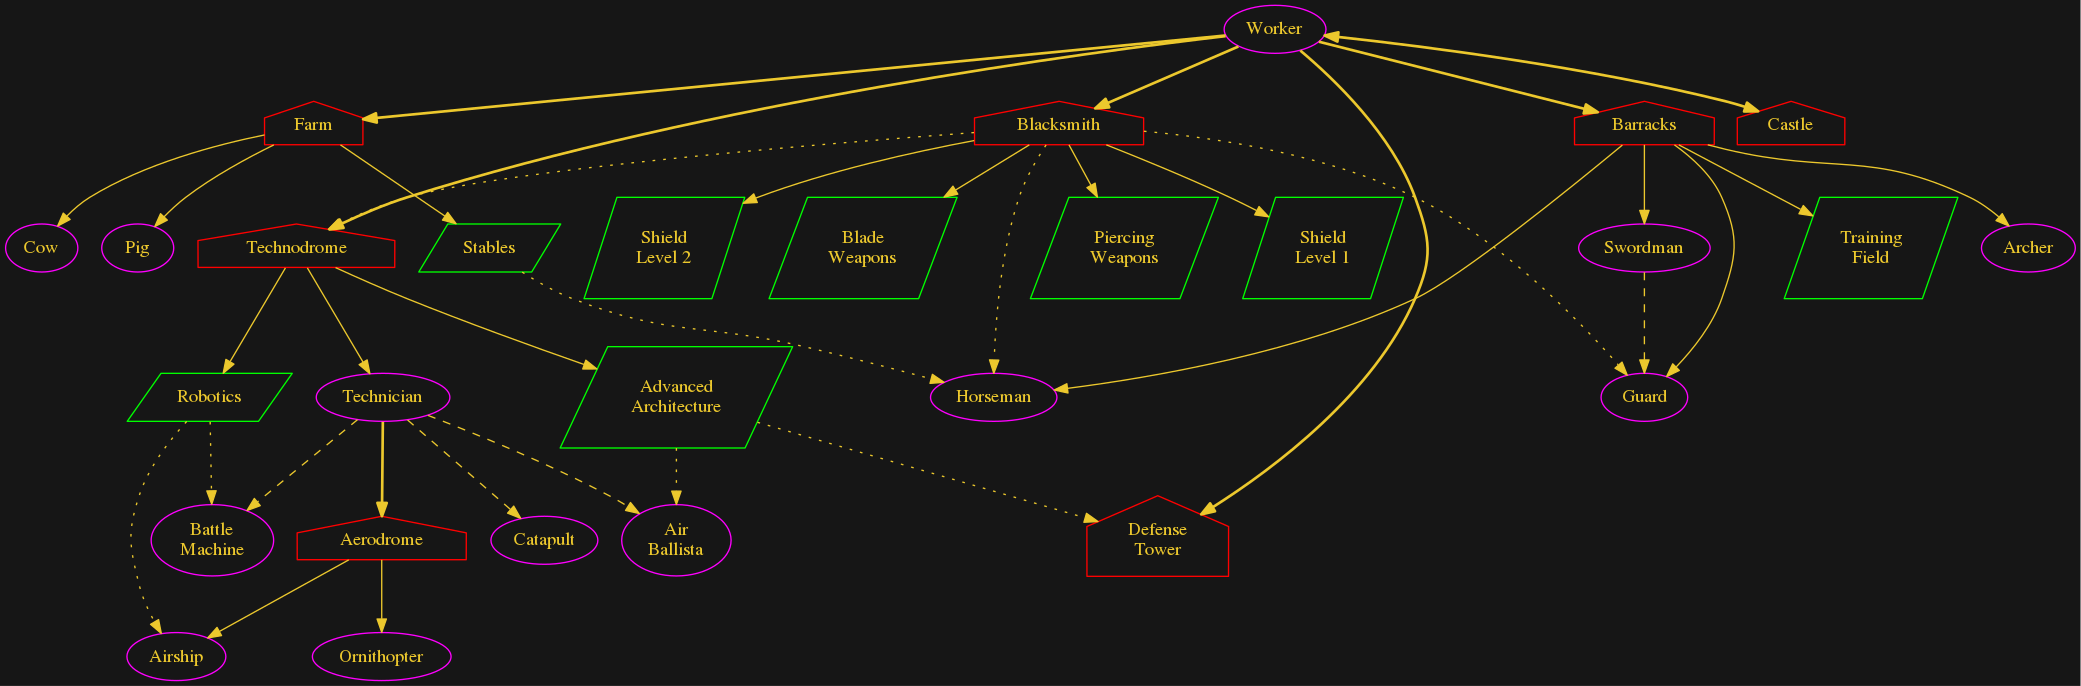 Worker
Farm
Blacksmith
Barracks
Castle
Cow
Pig
Technodrome
Stables
Shield
Level 2
Blade
Weapons
Piercing
Weapons
Shield
Level 1
Swordman
Training
Field
Archer
Robotics
Technician
Advanced
Architecture
Horseman
Guard
Battle
Machine
Aerodrome
Catapult
Air
Ballista
Defense
Tower
Airship
Ornithopter